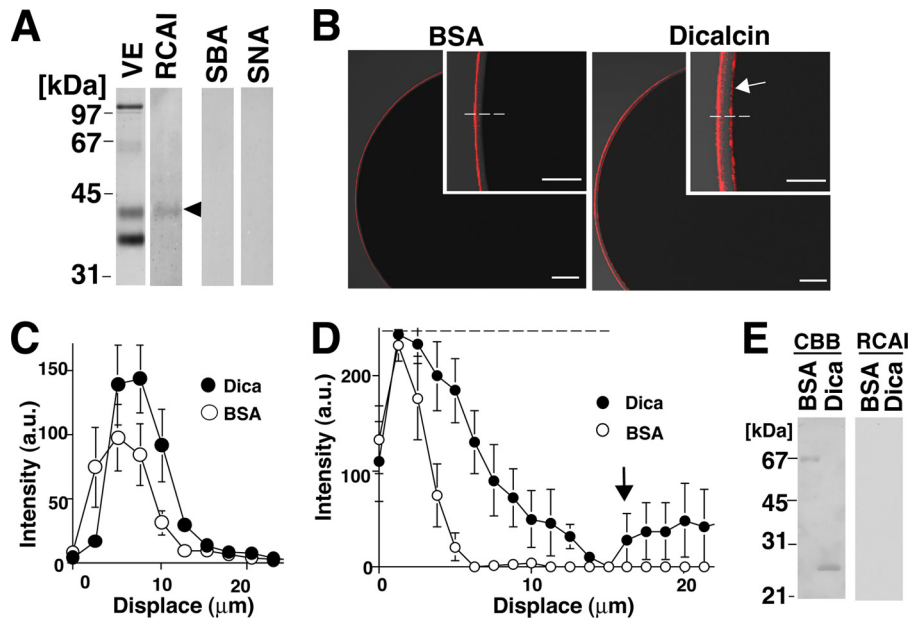 A
VE
RCAI
SBA
SNA
[kDa]
97
67
45
31
B
BSA
Dicalcin
C
150
100
50
0
Intensity (a.u.)
Dica
BSA
0
10
20
Displace (μm)
D
200
100
0
Intensity (a.u.)
Dica
BSA
0
10
20
Displace (μm)
E
CBB
RCAI
BSA
Dica
BSA
Dica
[kDa]
67
45
31
21